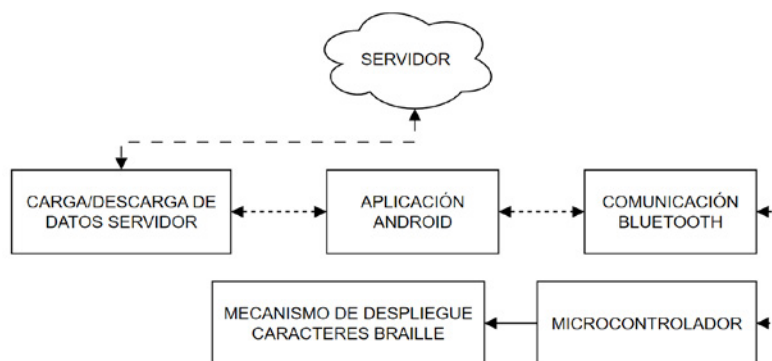 SERVIDOR
CARGA/DESCARGA DE
DATOS SERVIDOR
APLICACIÓN
ANDROID
COMUNICACIÓN
BLUETOOTH
MECANISMO DE DESPLIEGUE
CARACTERES BRAILLE
MICROCONTROLADOR